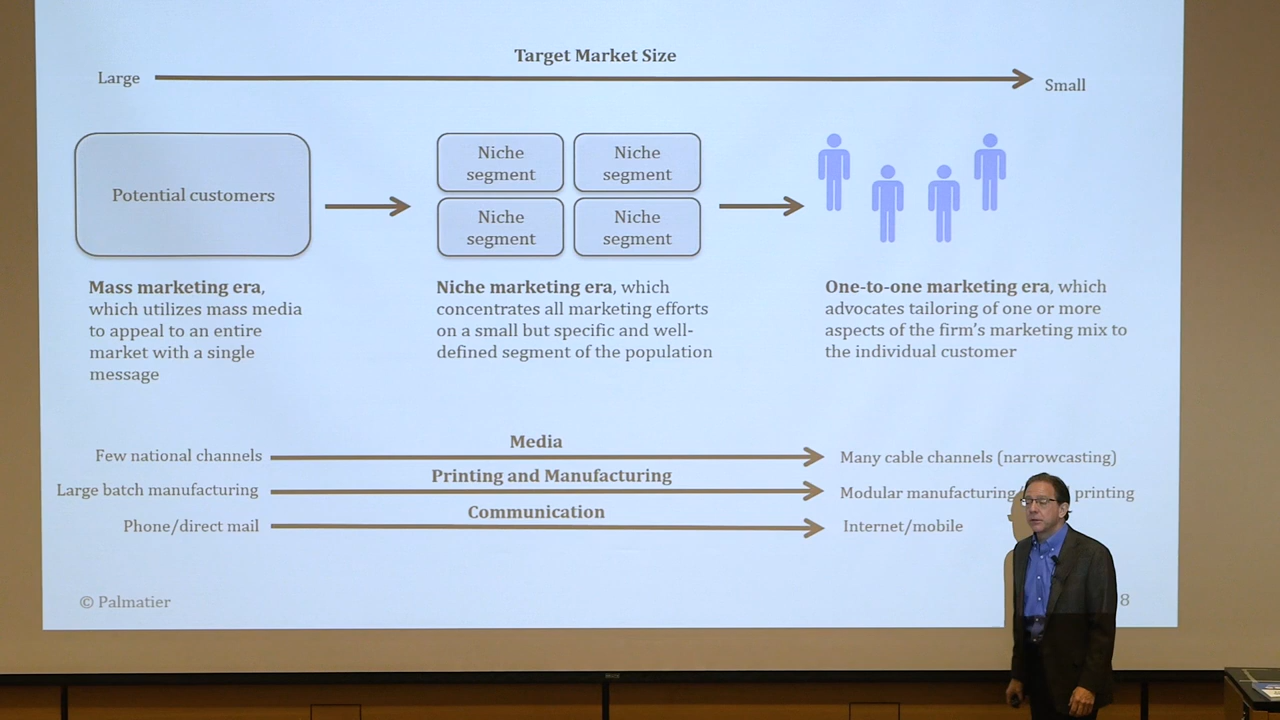 Target Market Size
Large
Small
Potential customers
Niche
segment
Niche
segment
Niche
segment
Niche
segment
Mass marketing era,
which utilizes mass media
to appeal to an entire
market with a single
message
Niche marketing era, which
concentrates all marketing efforts
on a small but specific and well-
defined segment of the population
One-to-one marketing era, which
advocates tailoring of one or more
aspects of the firm's marketing mix to
the individual customer
Media
Few national channels
Many cable channels (narrowcasting)
Printing and Manufacturing
Large batch manufacturing
Modular manufacturing printing
Communication
Phone/direct mail
Internet/mobile
© Palmatier
8